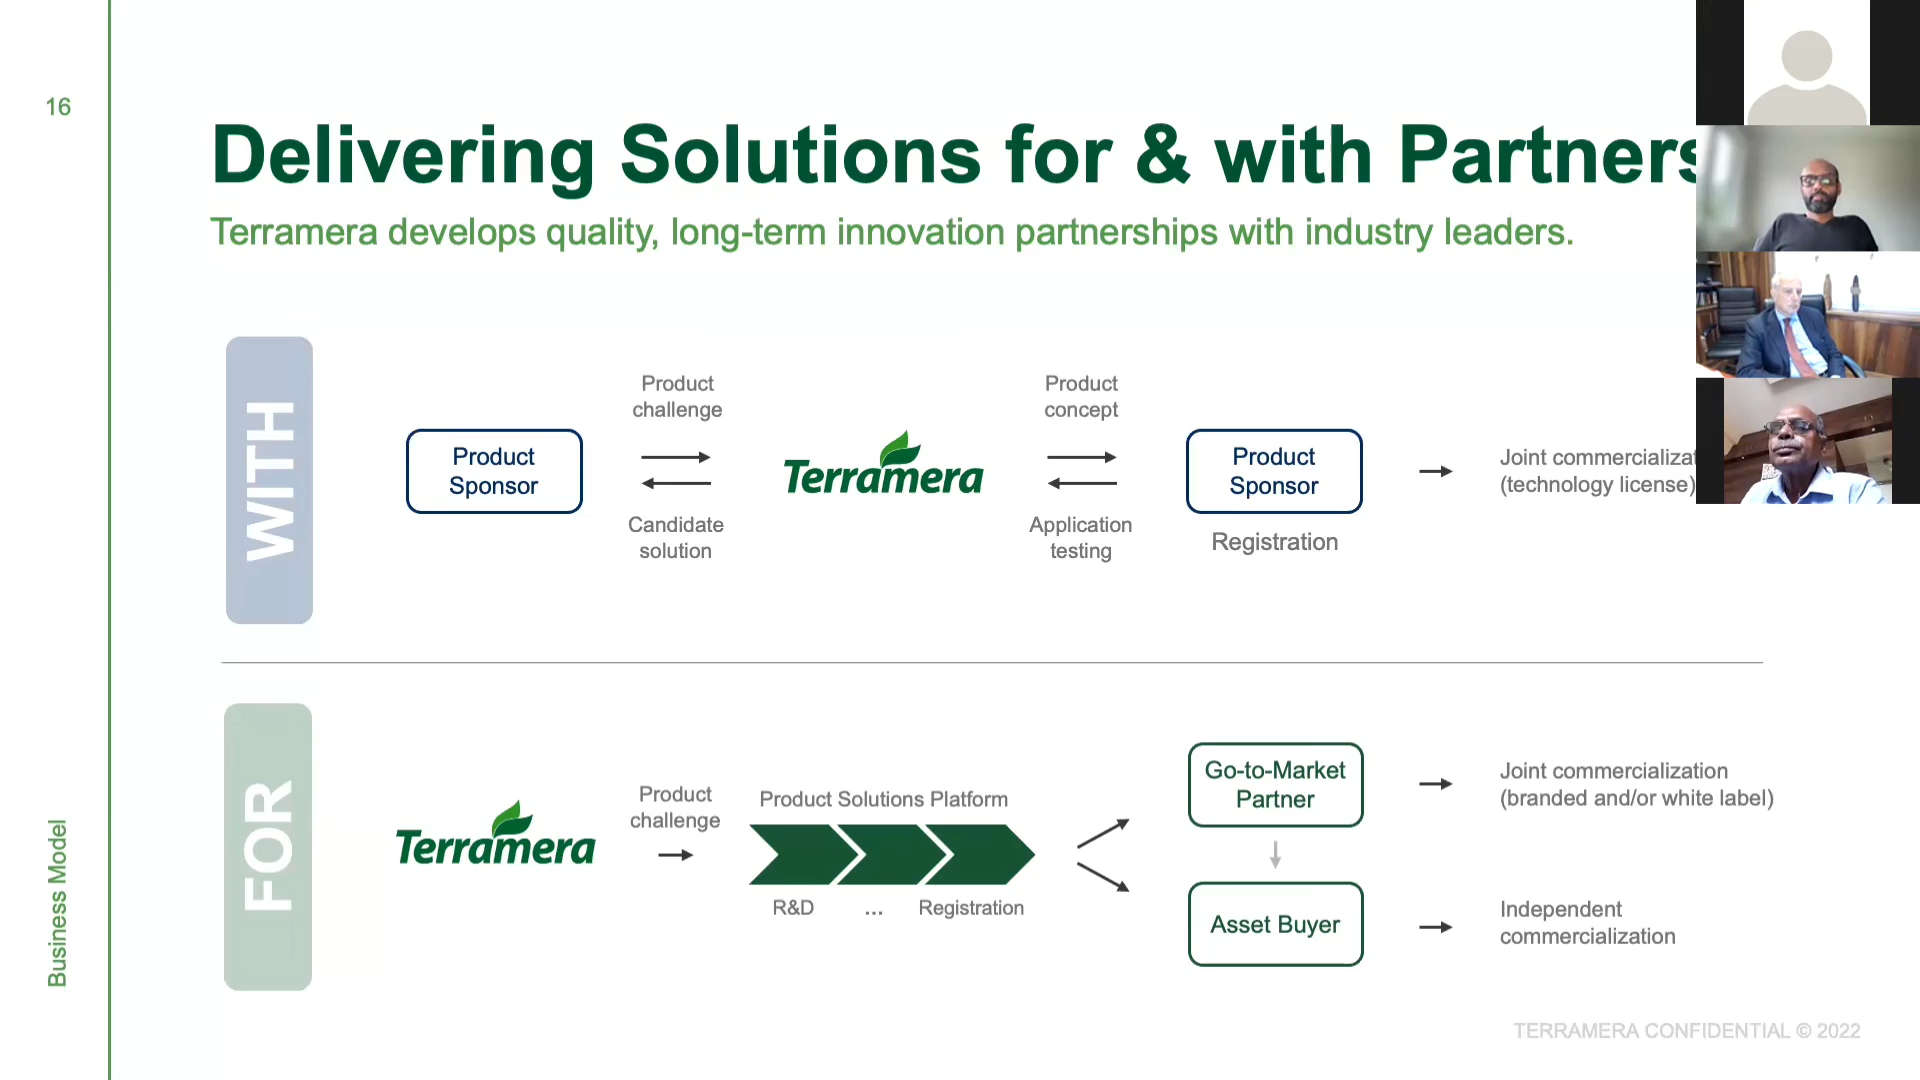 16
Delivering Solutions for & with Partners
Terramera develops quality, long-term innovation partnerships with industry leaders.
WITH
Product
Sponsor
Product
challenge
Candidate
solution
Terramera
Product
concept
Application
testing
Product
Sponsor
Registration
Joint commercializat
(technology license)
FOR
Terramera
Product
challenge
Product Solutions Platform
R&D
...
Registration
Go-to-Market
Partner
Joint commercialization
(branded and/or white label)
Asset Buyer
Independent
commercialization
Business Model
TERRAMERA CONFIDENTIAL © 2022